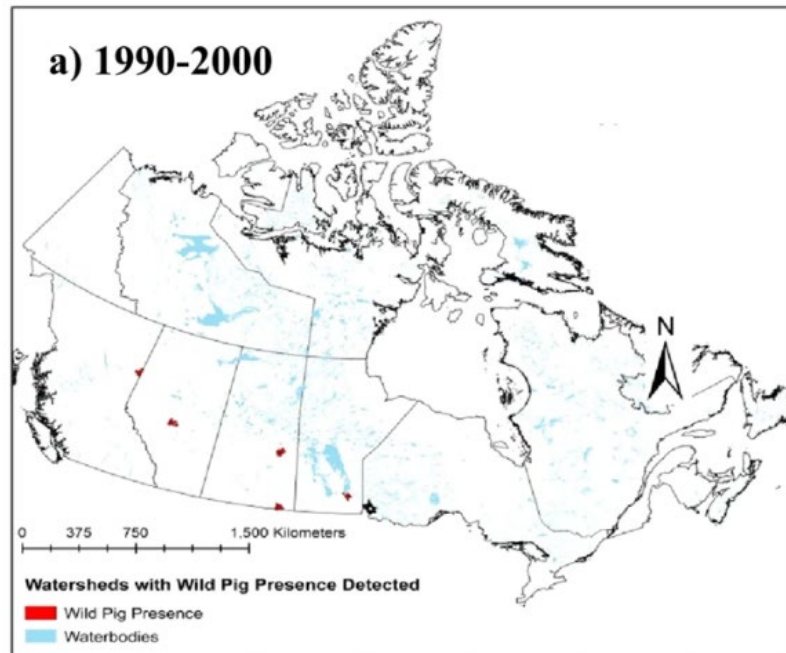 a) 1990-2000
N
0 375 750 1,500 Kilometers
Watersheds with Wild Pig Presence Detected
Wild Pig Presence
Waterbodies